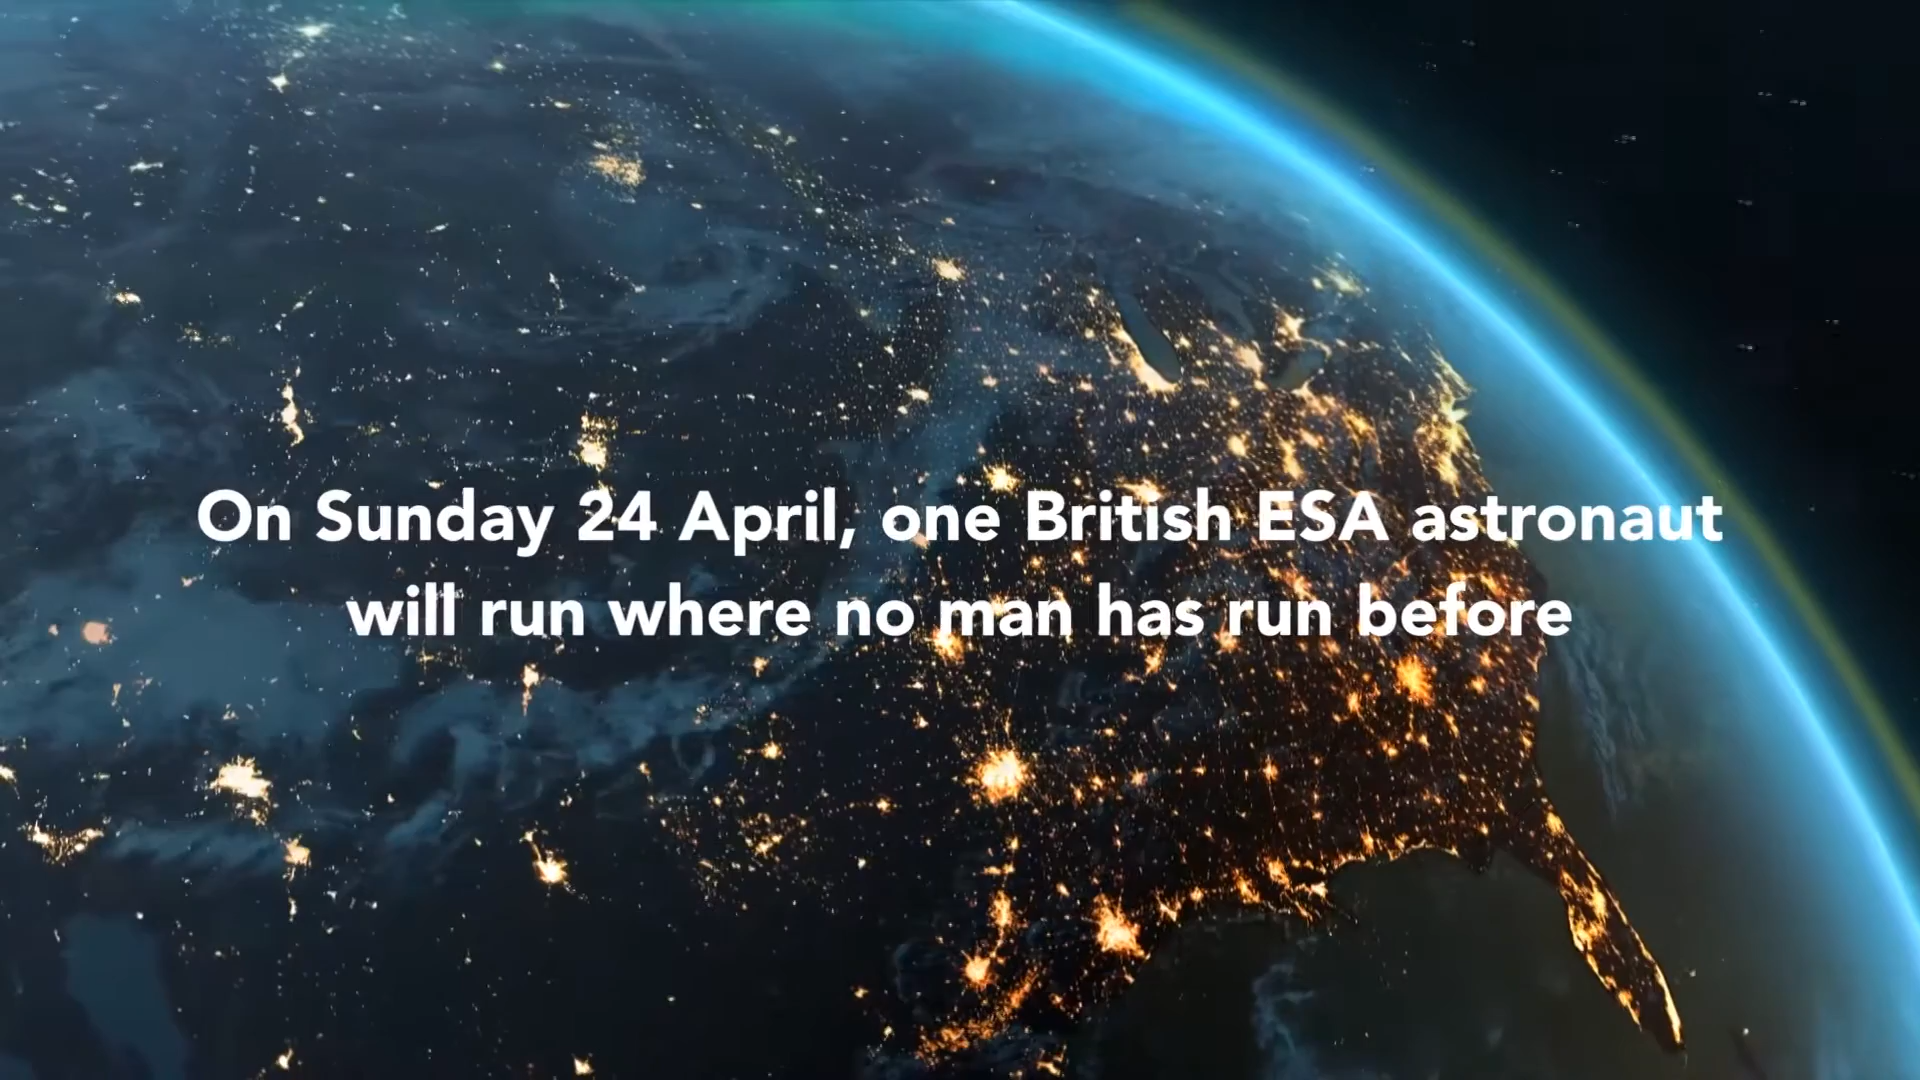 On Sunday 24 April, one British ESA astronaut
will run where no man has run before